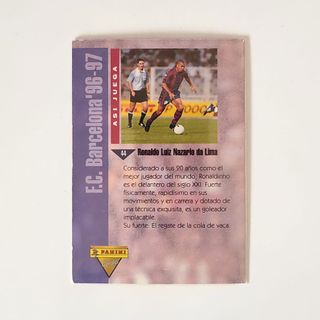 F.C. Barcelona '96-97
ASI JUEGA
44
Ronaldo Luiz Nazario da Lima
Considerado a sus 20 años como el
mejor jugador del mundo, Ronaldinho
es el delantero del siglo XXI. Fuerte
físicamente, rapidísimo en sus
movimientos y en carrera y dotado de
una técnica exquisita, es un goleador
implacable.
Su fuerte: El regate de la cola de vaca.
PANINI